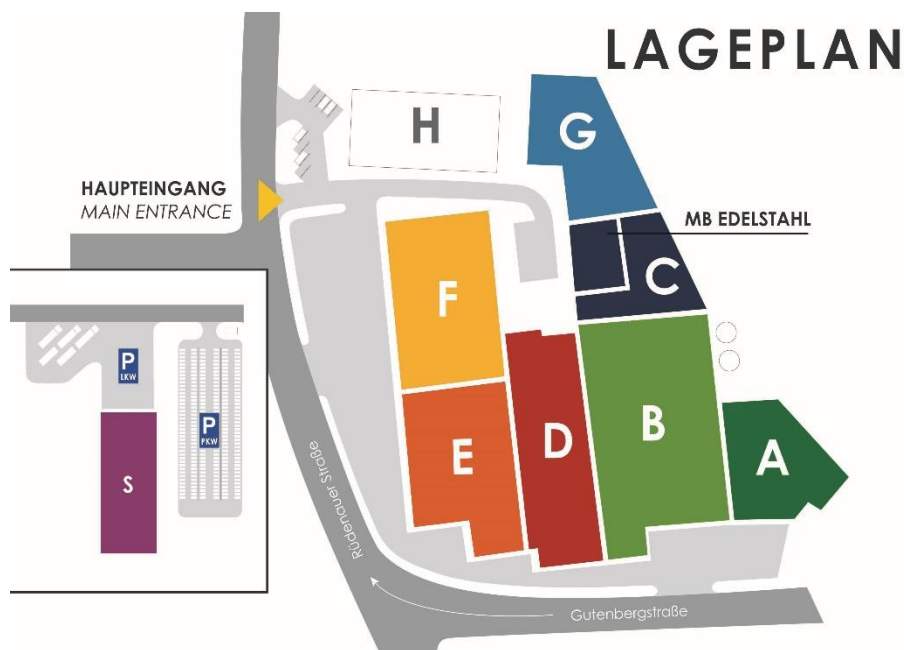 LAGEPLAN
H
G
HAUPTEINGANG
MAIN ENTRANCE
MB EDELSTAHL
C
F
P
LKW
P
PKW
S
E
D
B
A
Rüdenauer Straße
Gutenbergstraße